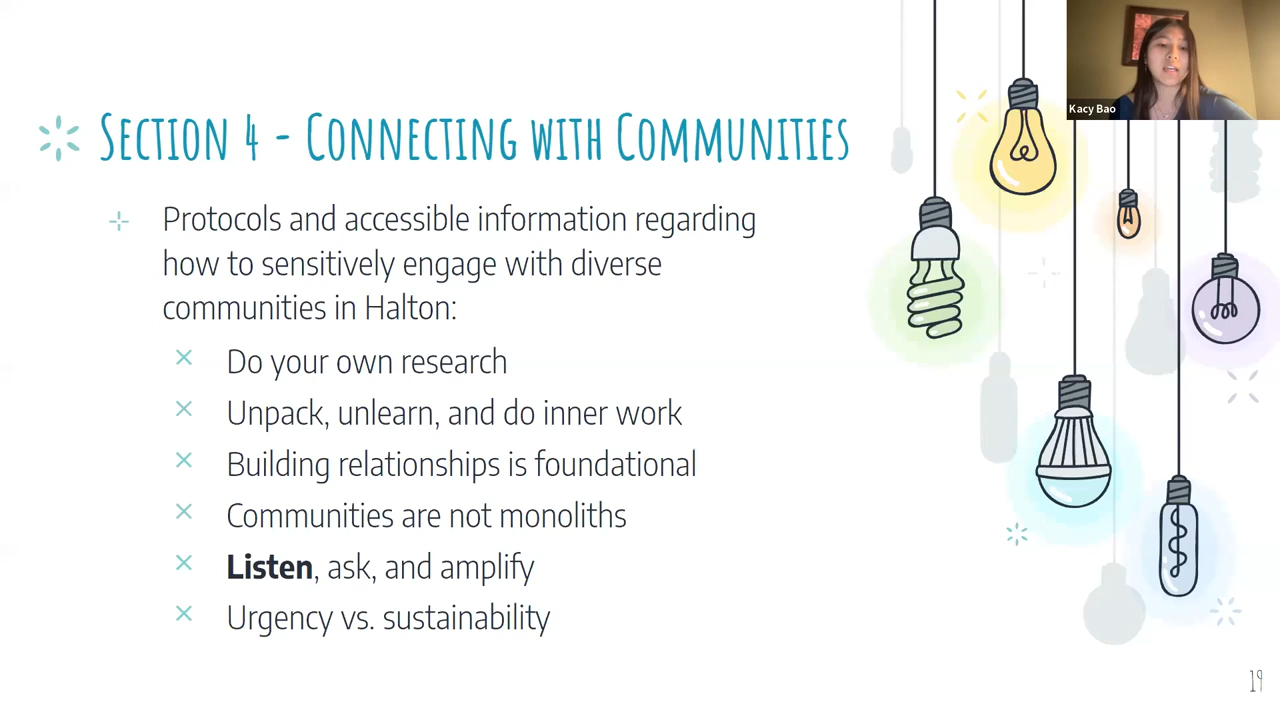 Kacy Bao
Section 4 - Connecting with Communities
Protocols and accessible information regarding
how to sensitively engage with diverse
communities in Halton:
Do your own research
Unpack, unlearn, and do inner work
Building relationships is foundational
Communities are not monoliths
Listen, ask, and amplify
Urgency vs. sustainability
19